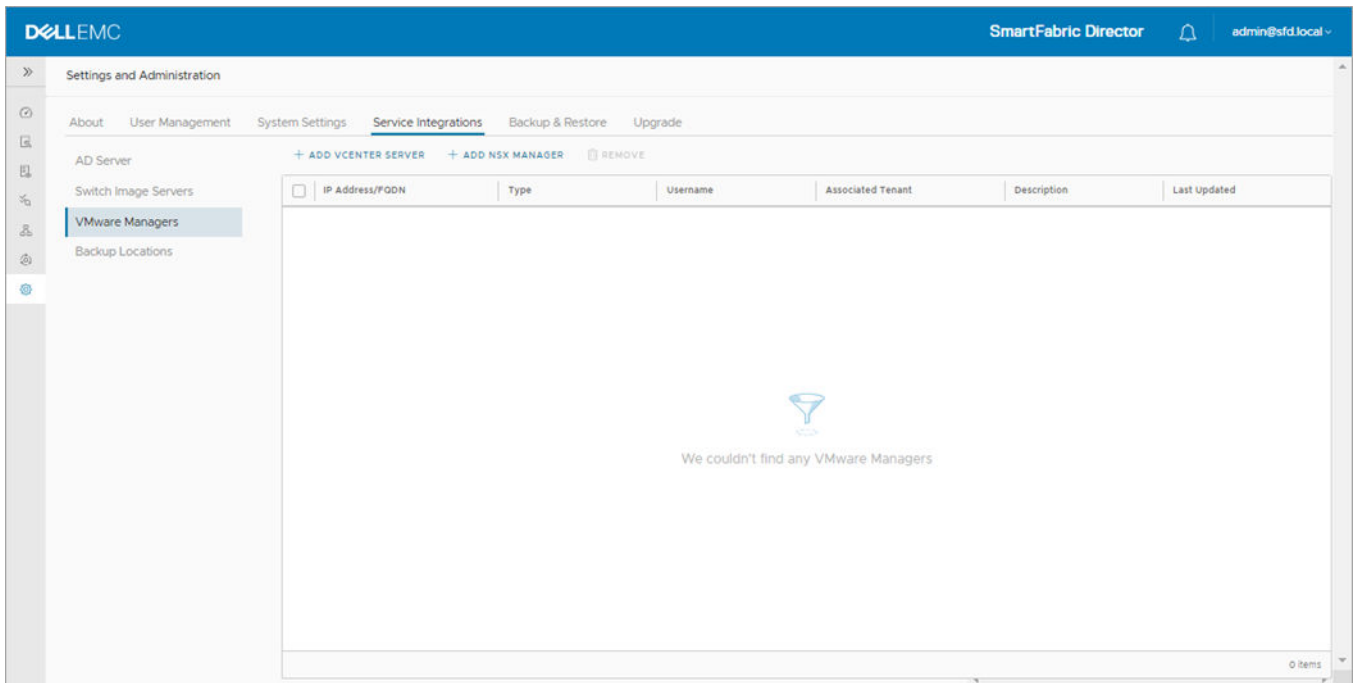 DELLEMC SmartFabric Director admin@sfd.local
Settings and Administration
About User Management System Settings Service Integrations Backup & Restore Upgrade
AD Server
Switch Image Servers
VMware Managers
Backup Locations
+ ADD VCENTER SERVER + ADD NSX MANAGER REMOVE
IP Address/FQDN Type Username Associated Tenant Description Last Updated
We couldn't find any VMware Managers
0 items